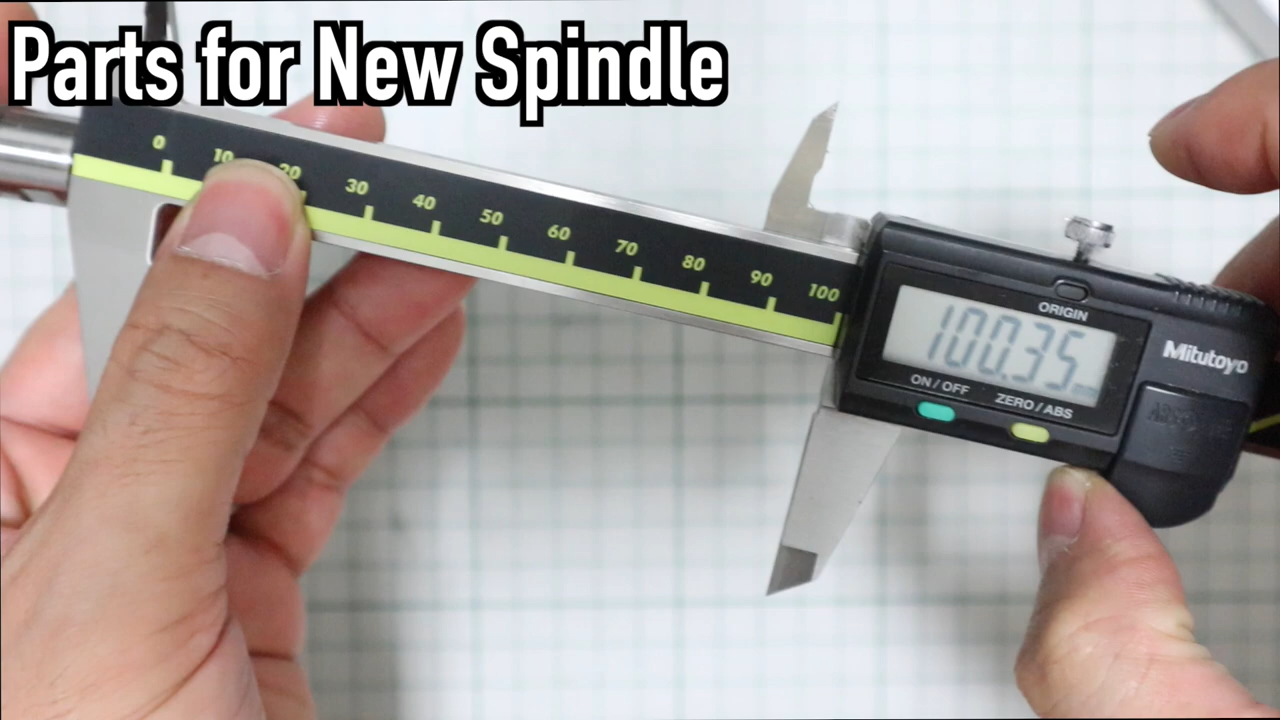 Parts for New Spindle
0 10 20 30 40 50 60 70 80 90 100
ORIGIN
100.35
Mitutoyo
ON / OFF ZERO / ABS